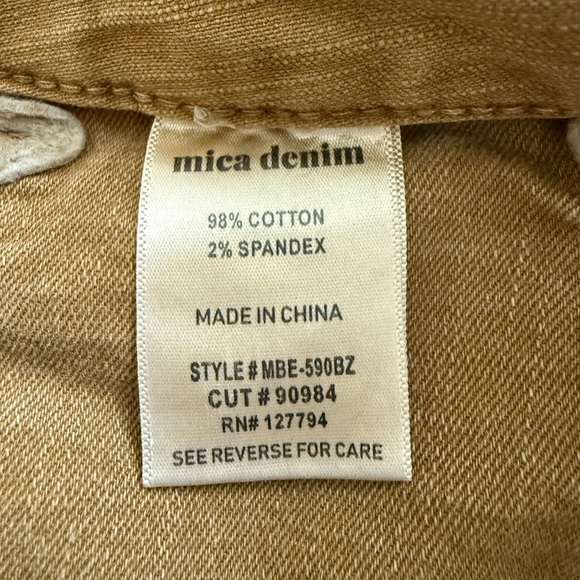 mica denim
98% COTTON
2% SPANDEX
MADE IN CHINA
STYLE # MBE-590BZ
CUT # 90984
RN# 127794
SEE REVERSE FOR CARE